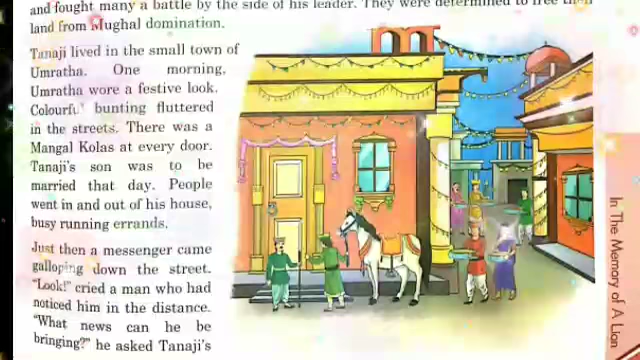 and fought many a battle by the side of his leader. They were determined to free their
land from Mughal domination.
Tanaji lived in the small town of
Umratha. One morning,
Umratha wore a festive look.
Colourful bunting fluttered
in the streets. There was a
Mangal Kolas at every door.
Tanaji's son was to be
married that day. People
went in and out of his house,
busy running errands.
Just then a messenger came
galloping down the street.
"Look!" cried a man who had
noticed him in the distance.
"What news can he be
bringing?" he asked Tanaji's
In The Memory of A Lion